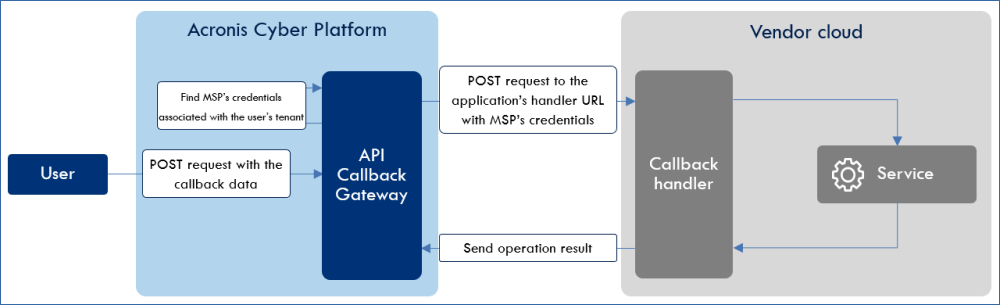 Acronis Cyber Platform
Vendor cloud
Find MSP's credentials
associated with the user's tenant
POST request to the
application's handler URL
with MSP's credentials
User
POST request with the
callback data
API
Callback
Gateway
Callback
handler
Service
Send operation result